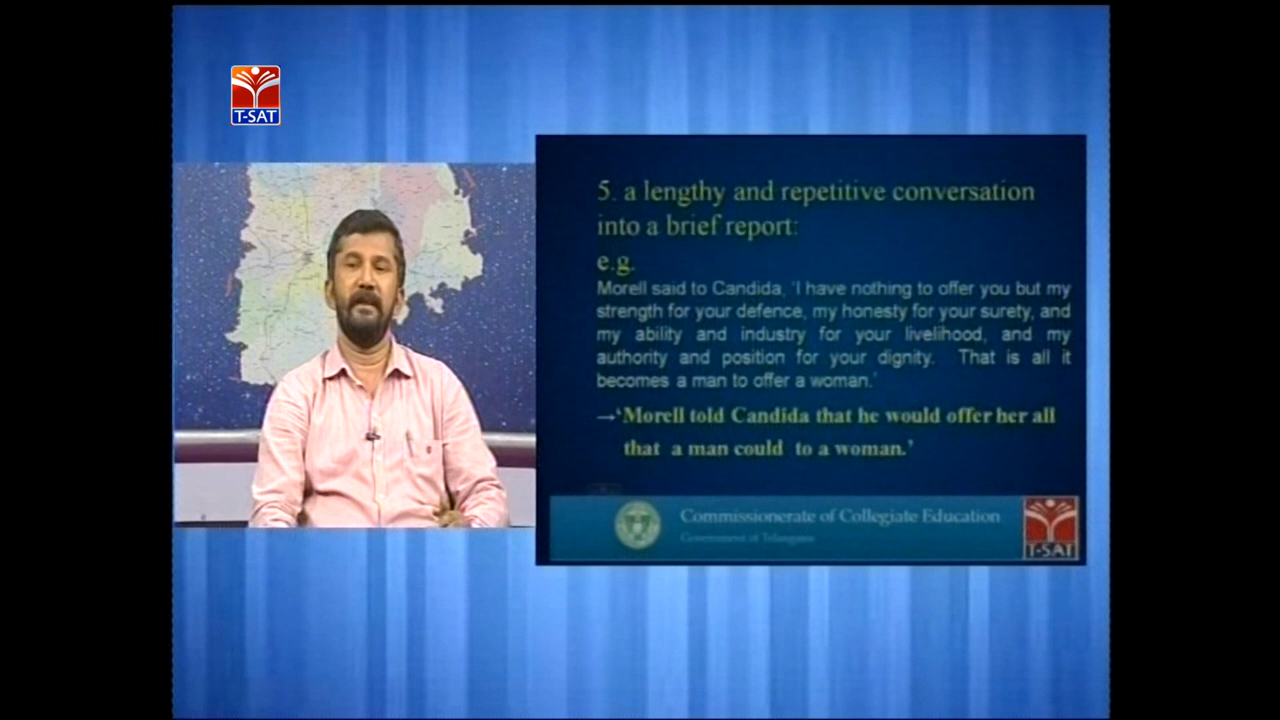 T-SAT
5. a lengthy and repetitive conversation
into a brief report:
e.g.
Morell said to Candida, 'I have nothing to offer you but my
strength for your defence, my honesty for your surety, and
my ability and industry for your livelihood, and my
authority and position for your dignity. That is all it
becomes a man to offer a woman.'
→'Morell told Candida that he would offer her all
that a man could to a woman.'
Commissionerate of Collegiate Education
Government of Telangana
T-SAT